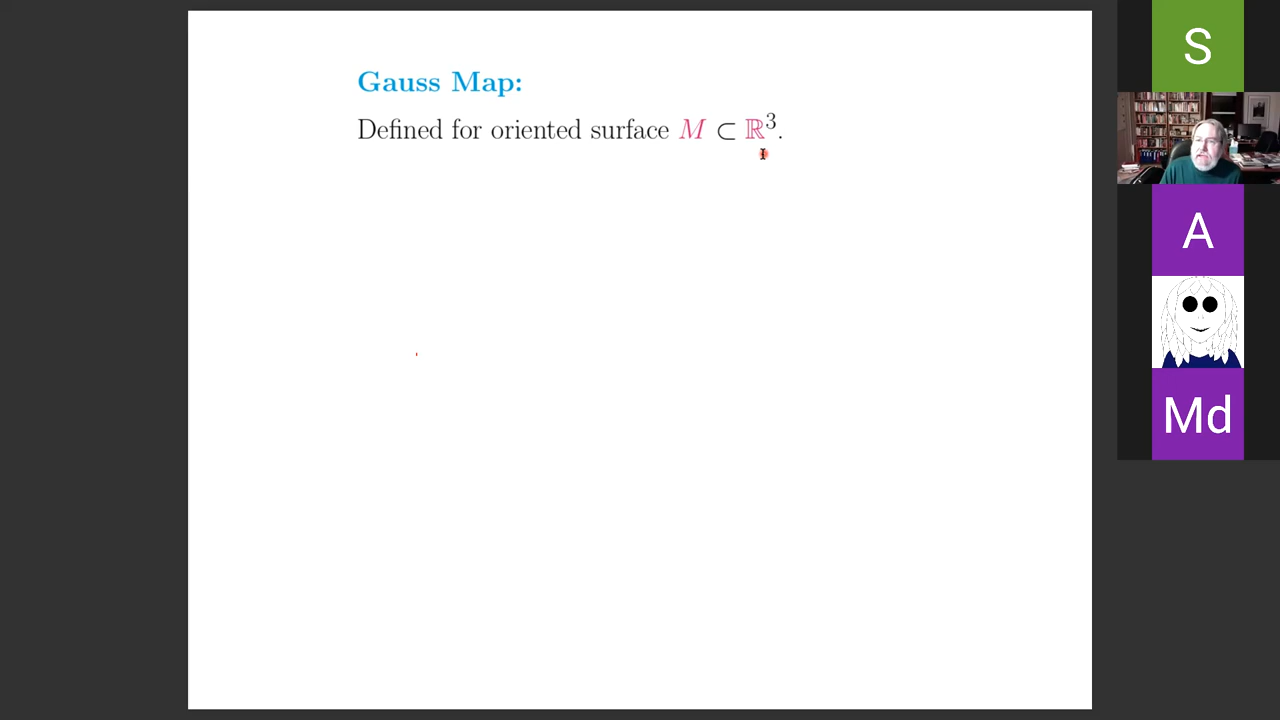 Gauss Map:
Defined for oriented surface M ⊂ ℝ³.
S
A
Md